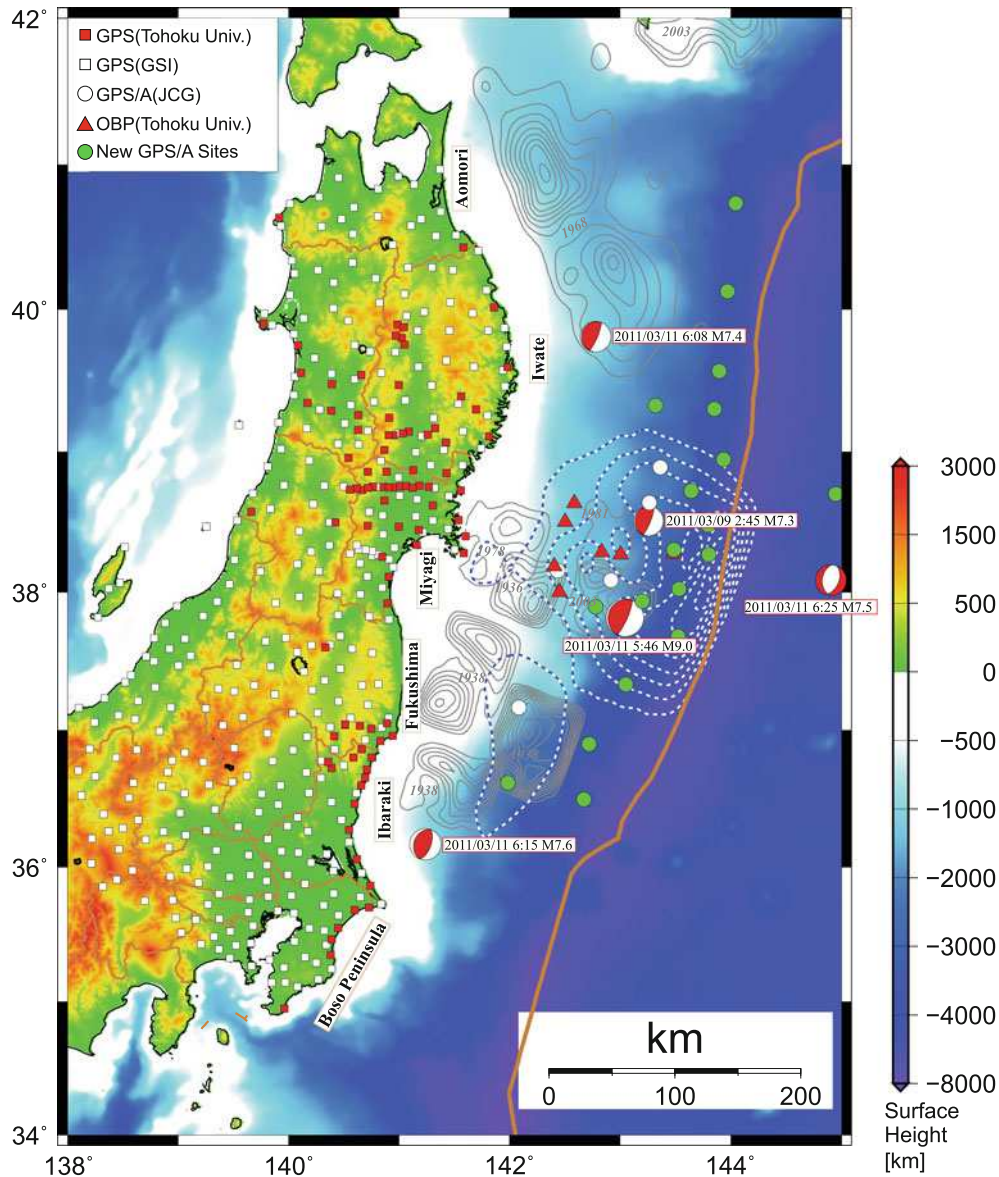 42°
40°
38°
36°
34°
138°
140°
142°
144°
GPS(Tohoku Univ.)
GPS(GSI)
GPS/A(JCG)
OBP(Tohoku Univ.)
New GPS/A Sites
2003
Aomori
1968
2011/03/11 6:08 M7.4
Iwate
1981
2011/03/09 2:45 M7.3
1978
Miyagi
1936
2011/03/11 6:25 M7.5
2011/03/11 5:46 M9.0
Fukushima
1938
1938
1938
Ibaraki
2011/03/11 6:15 M7.6
Boso Peninsula
km
0
100
200
3000
1500
500
0
−500
−1000
−2000
−3000
−4000
−8000
Surface
Height
[km]